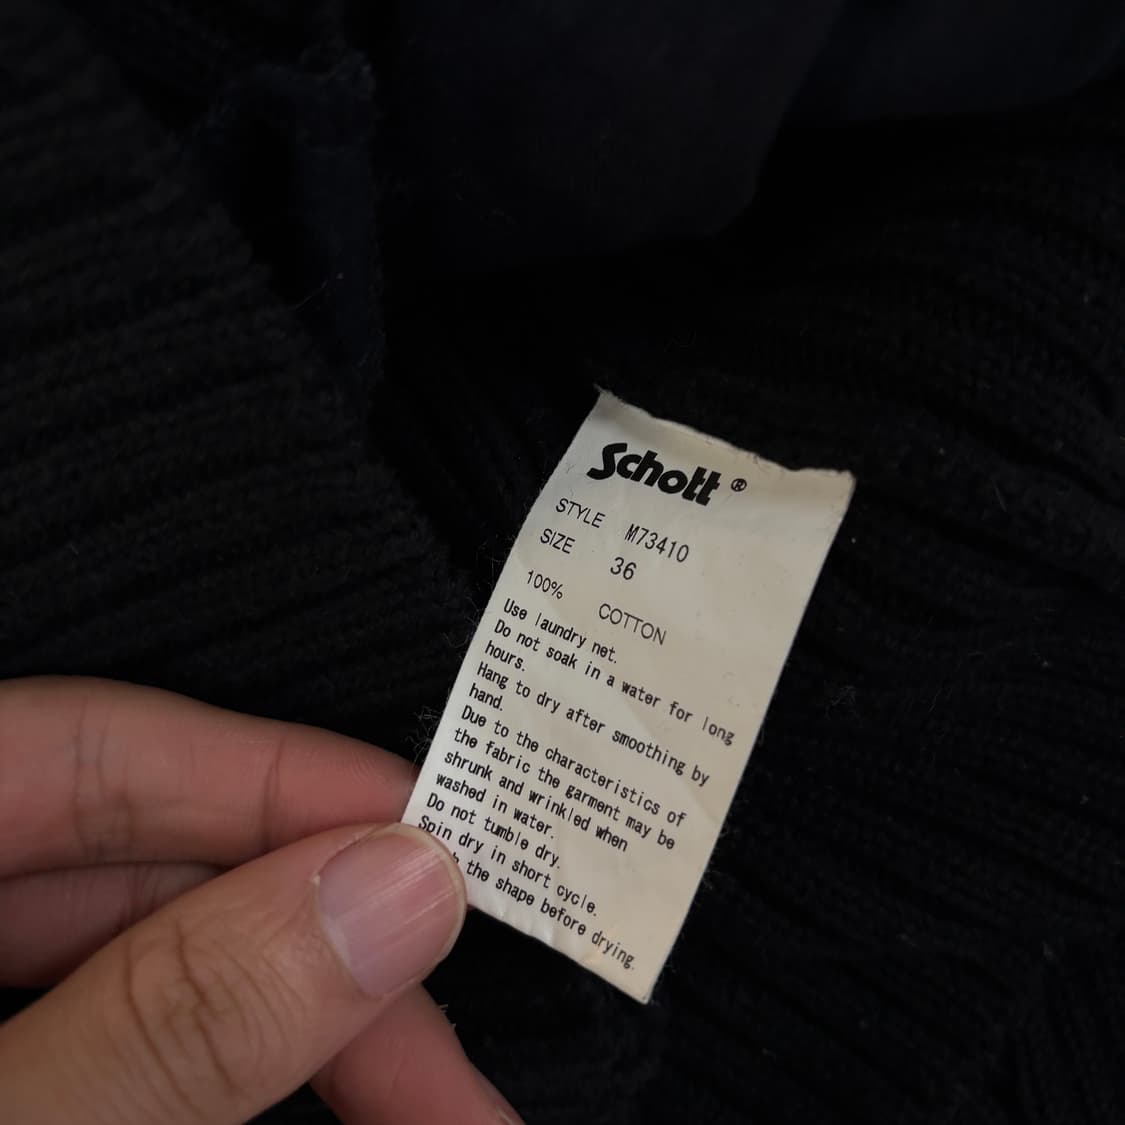 Schott ®
STYLE M73410
SIZE 36
100% COTTON
Use laundry net.
Do not soak in a water for long
hours.
Hang to dry after smoothing by
hand.
Due to the characteristics of
the fabric the garment may be
shrunk and wrinkled when
washed in water.
Do not tumble dry.
Spin dry in short cycle.
the shape before drying.